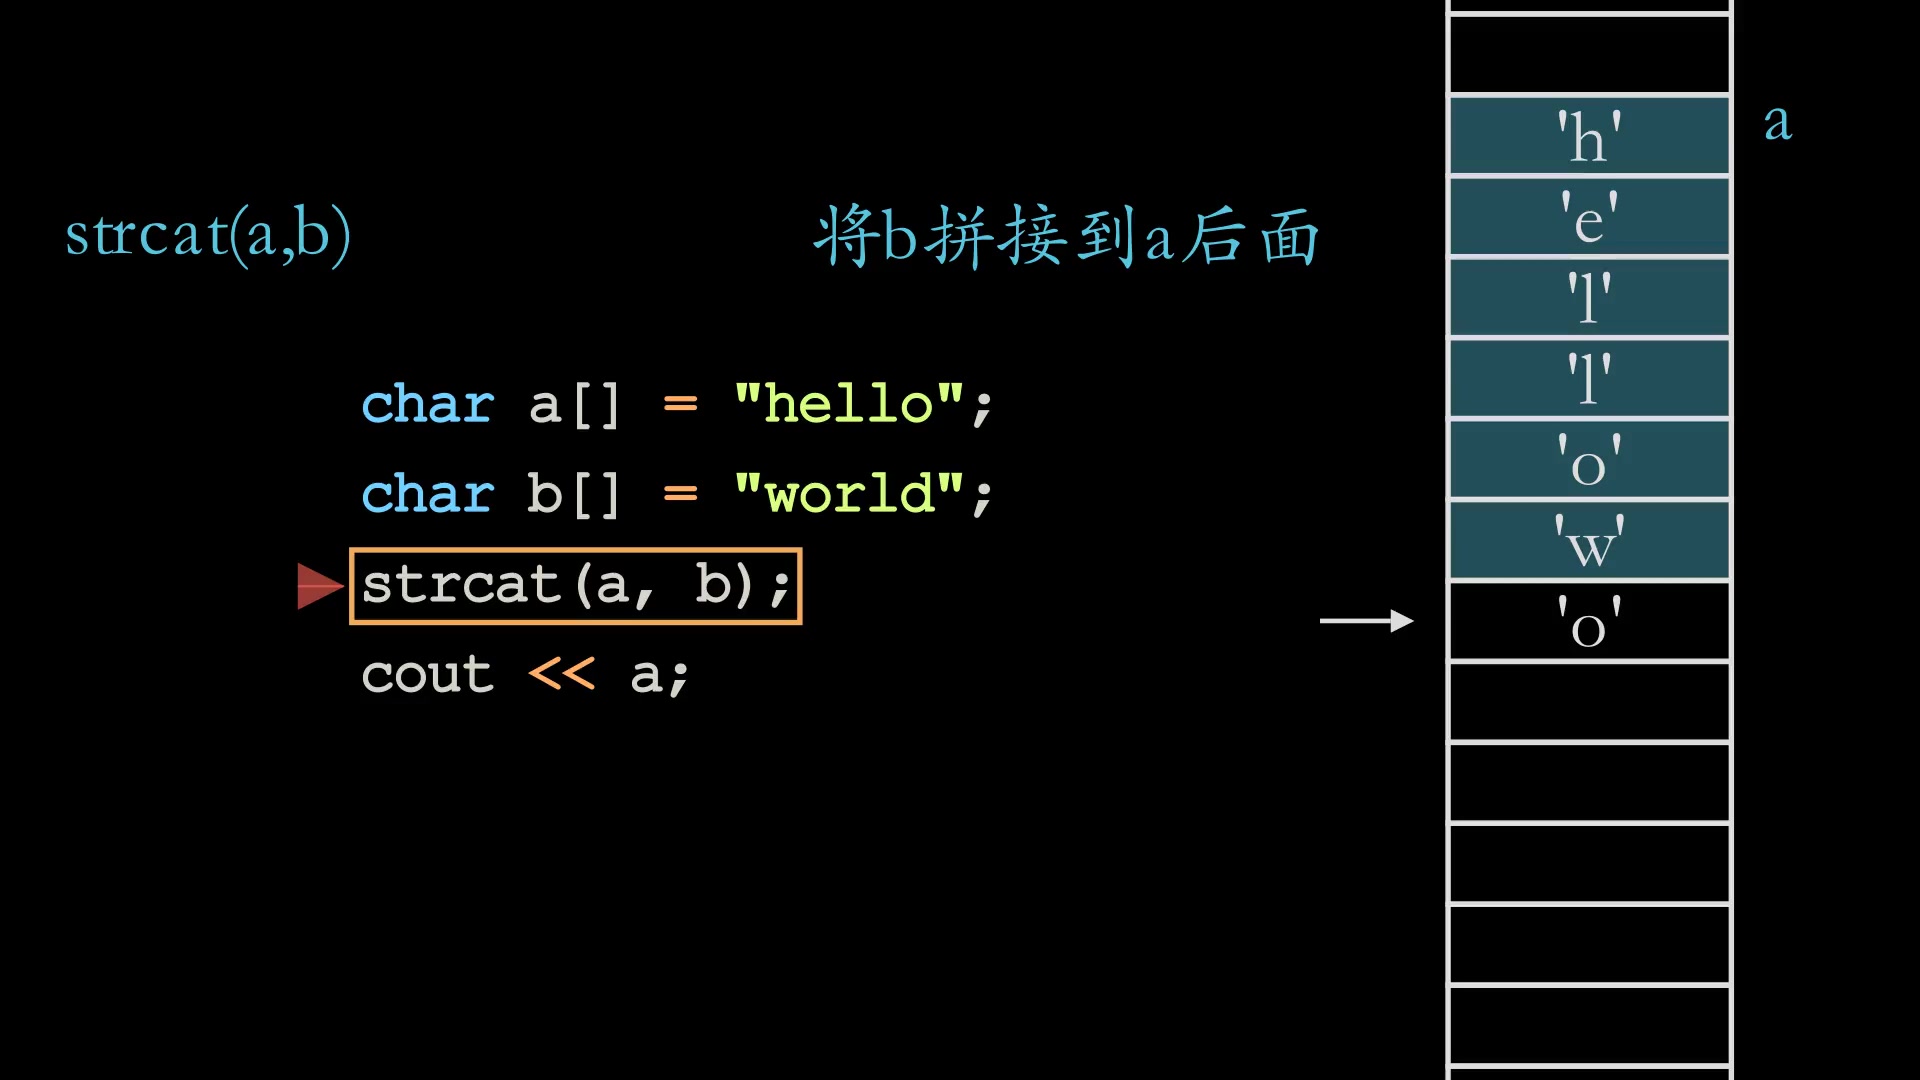 strcat(a,b)
将b拼接到a后面
char a[] = "hello";
char b[] = "world";
strcat(a, b);
cout << a;
a
'h'
'e'
'l'
'l'
'o'
'w'
'o'